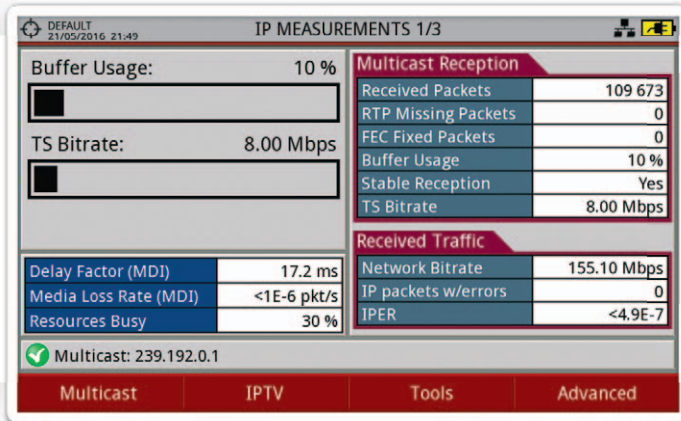 DEFAULT
21/05/2016 21:49
IP MEASUREMENTS 1/3
Buffer Usage: 10 %
TS Bitrate: 8.00 Mbps
Delay Factor (MDI) 17.2 ms
Media Loss Rate (MDI) <1E-6 pkt/s
Resources Busy 30 %
Multicast Reception
Received Packets 109 673
RTP Missing Packets 0
FEC Fixed Packets 0
Buffer Usage 10 %
Stable Reception Yes
TS Bitrate 8.00 Mbps
Received Traffic
Network Bitrate 155.10 Mbps
IP packets w/errors 0
IPER <4.9E-7
Multicast: 239.192.0.1
Multicast IPTV Tools Advanced